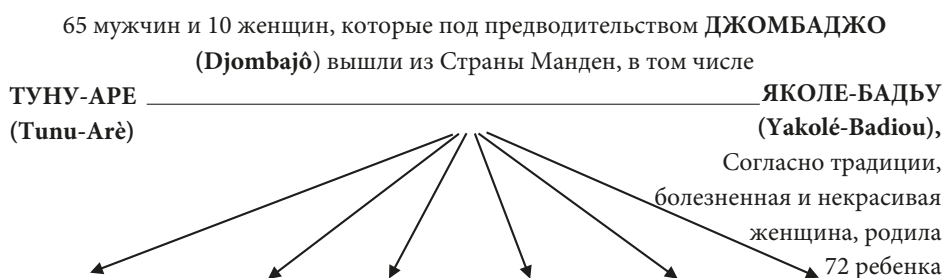 65 мужчин и 10 женщин, которые под предводительством ДЖОМБАДЖО
(Djombajô) вышли из Страны Манден, в том числе
ТУНУ-АРЕ
(Tunu-Arè)
ЯКОЛЕ-БАДЬУ
(Yakolé-Badiou),
Согласно традиции,
болезненная и некрасивая
женщина, родила
72 ребенка